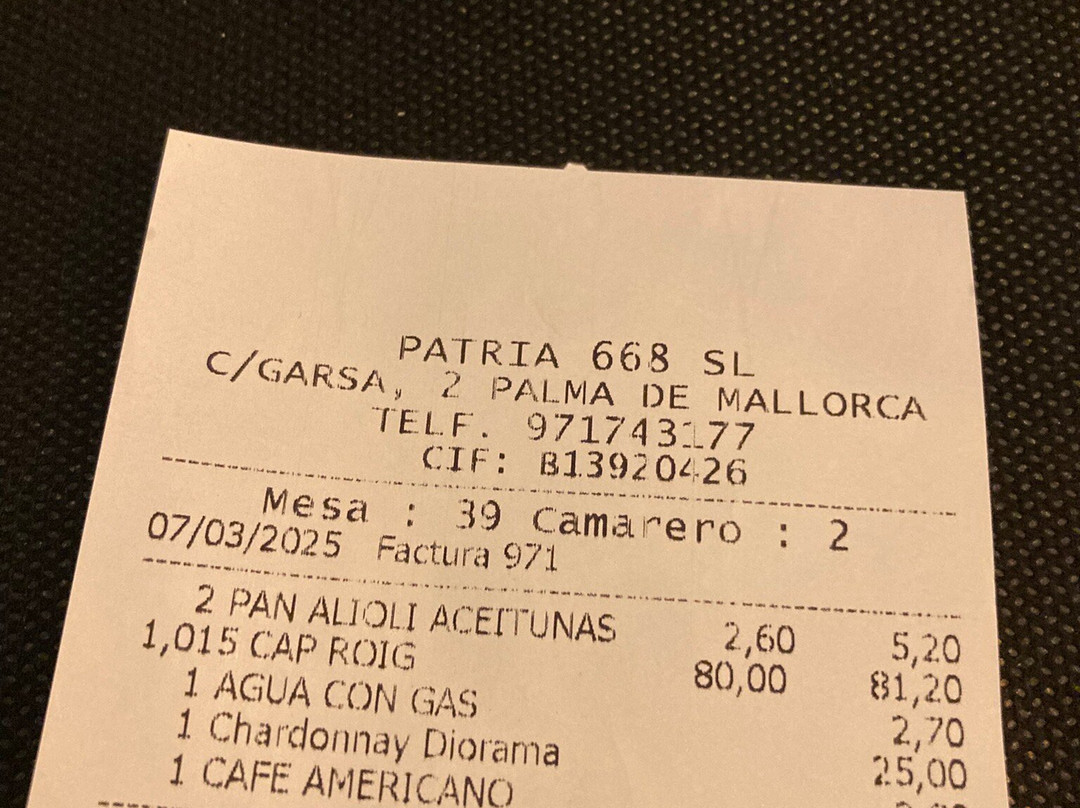 PATRIA 668 SL
C/GARSA, 2 PALMA DE MALLORCA
TELF. 971743177
CIF: B13920426
Mesa : 39 Camarero : 2
07/03/2025 Factura 971
2 PAN ALIOLI ACEITUNAS 2,60 5,20
1,015 CAP ROIG 80,00 81,20
1 AGUA CON GAS 2,70
1 Chardonnay Diorama 25,00
1 CAFE AMERICANO